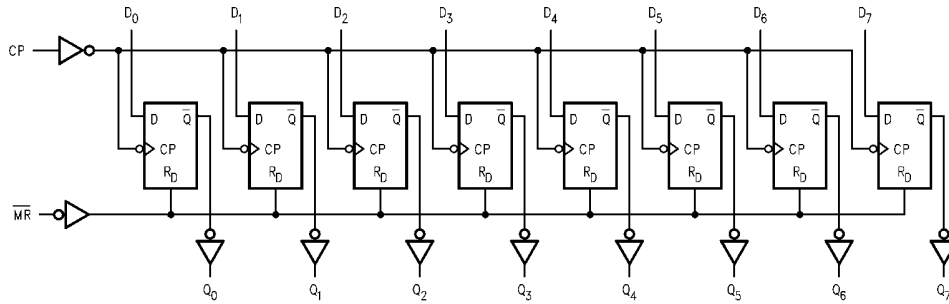 D0 D1 D2 D3 D4 D5 D6 D7
CP
D Q̅ D Q̅ D Q̅ D Q̅ D Q̅ D Q̅ D Q̅ D Q̅
CP CP CP CP CP CP CP CP
RD RD RD RD RD RD RD RD
M̅R̅
Q0 Q1 Q2 Q3 Q4 Q5 Q6 Q7